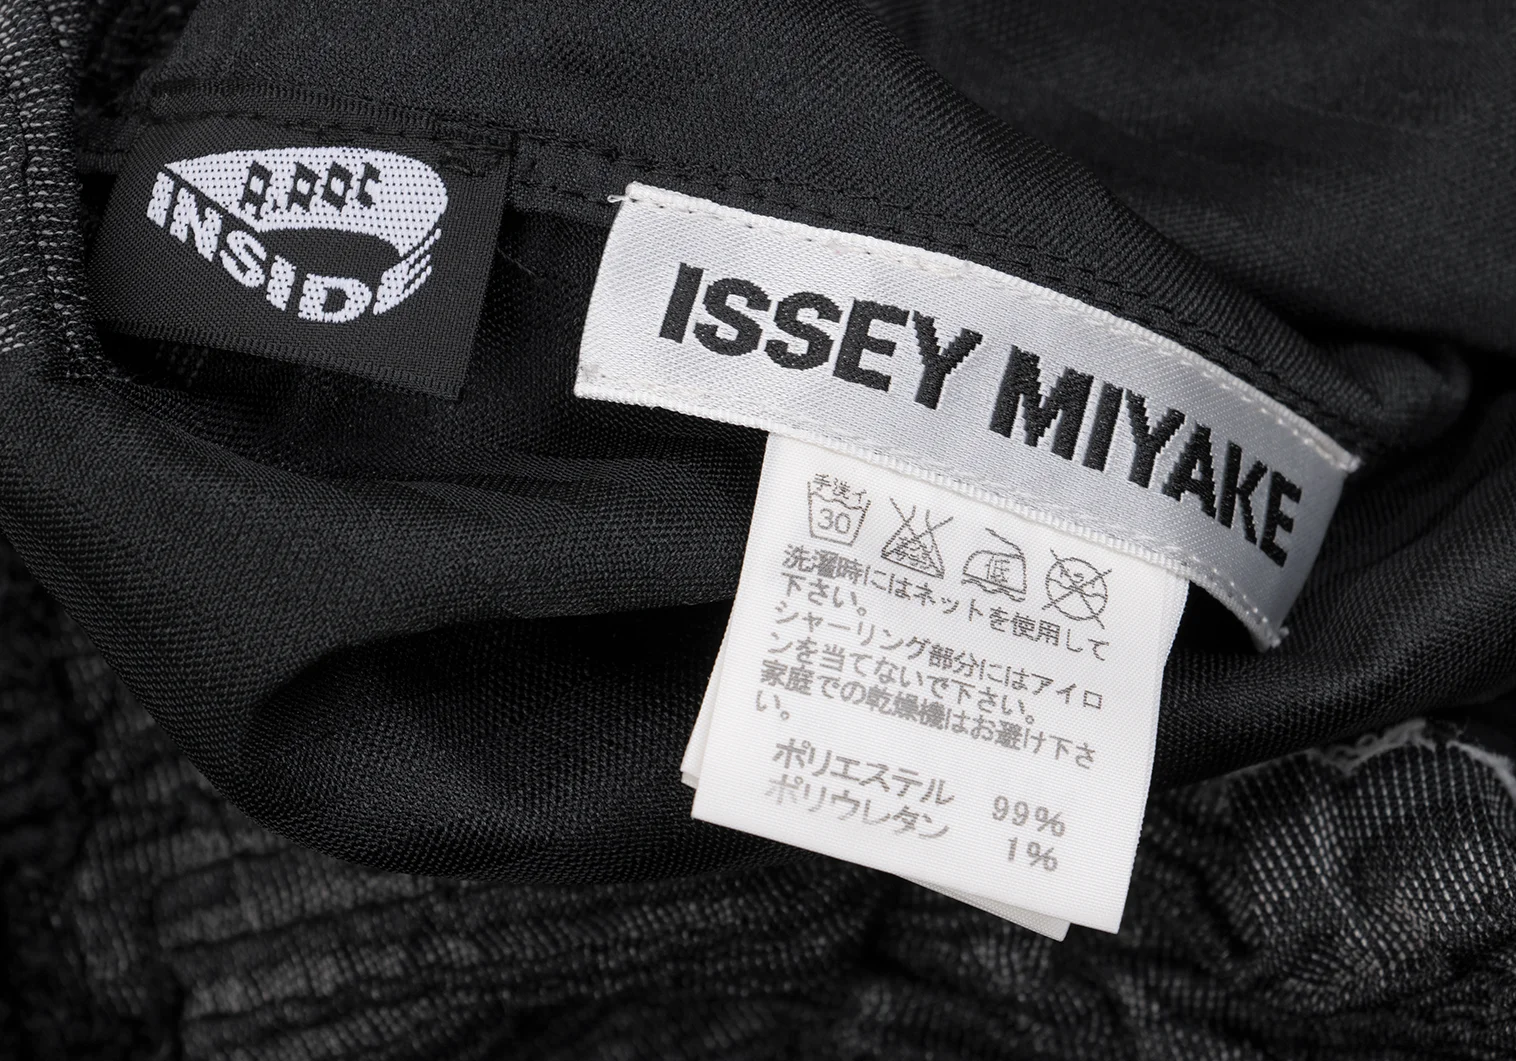 A-POC
INSIDE
ISSEY MIYAKE
手洗イ
30
低
洗濯時にはネットを使用して
下さい。
シャーリング部分にはアイロ
ンを当てないで下さい。
家庭での乾燥機はお避け下さ
い。
ポリエステル 99%
ポリウレタン 1%